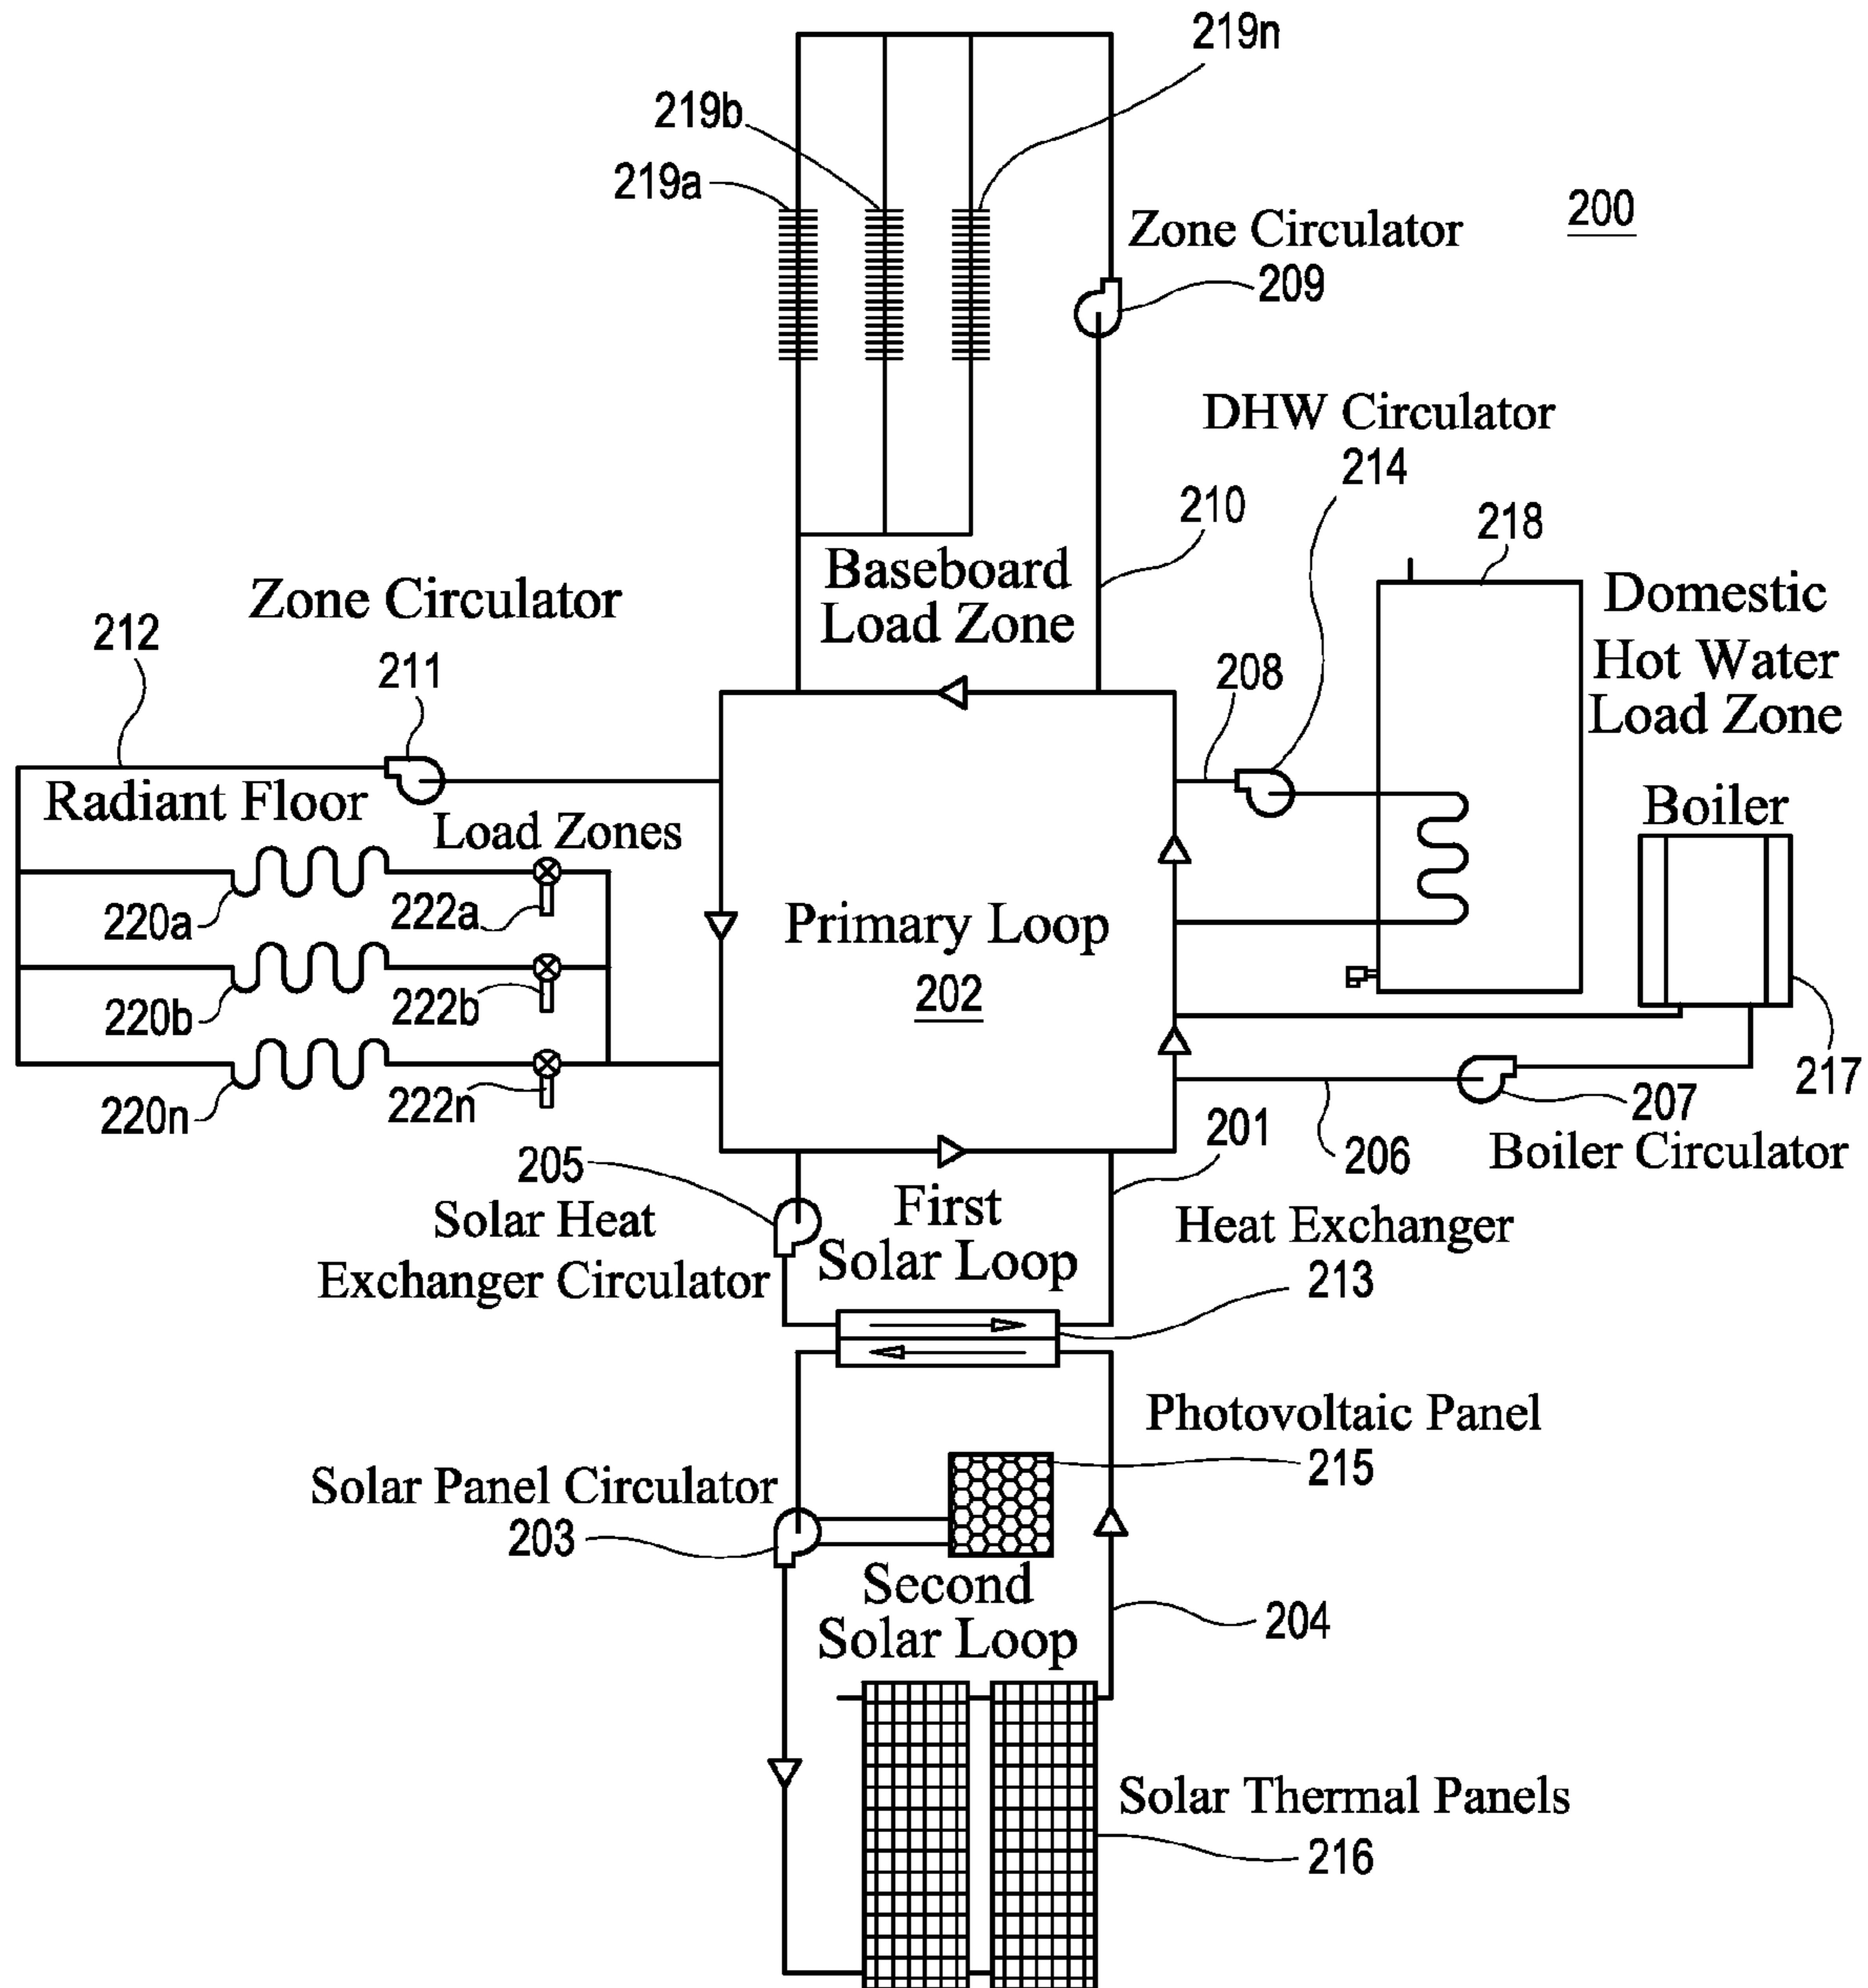 219n
219b
219a
200
Zone Circulator
209
DHW Circulator
214
210
218
Baseboard
Load Zone
Domestic
Hot Water
Load Zone
Zone Circulator
212
211
208
Radiant Floor
Load Zones
Boiler
220a
222a
Primary Loop
202
220b
222b
220n
222n
217
207
Boiler Circulator
206
201
205
Solar Heat
Exchanger Circulator
First
Solar Loop
Heat Exchanger
213
Photovoltaic Panel
215
Solar Panel Circulator
203
Second
Solar Loop
204
Solar Thermal Panels
216